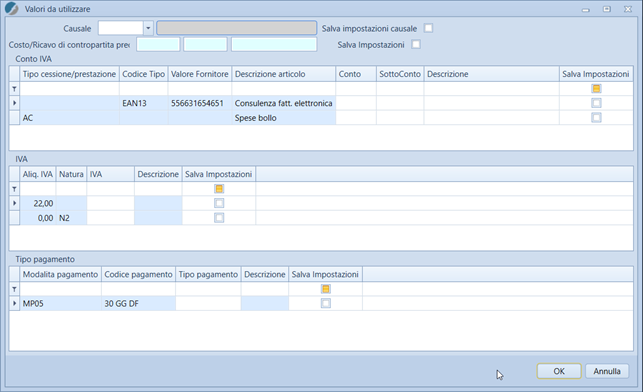 Valori da utilizzare
Causale Salva impostazioni causale
Costo/Ricavo di contropartita pre Salva Impostazioni
Conto IVA
Tipo cessione/prestazione Codice Tipo Valore Fornitore Descrizione articolo Conto SottoConto Descrizione Salva Impostazioni
EAN13 556631654651 Consulenza fatt. elettronica
AC Spese bollo
IVA
Aliq. IVA Natura IVA Descrizione Salva Impostazioni
22,00
0,00 N2
Tipo pagamento
Modalita pagamento Codice pagamento Tipo pagamento Descrizione Salva Impostazioni
MP05 30 GG DF
OK Annulla